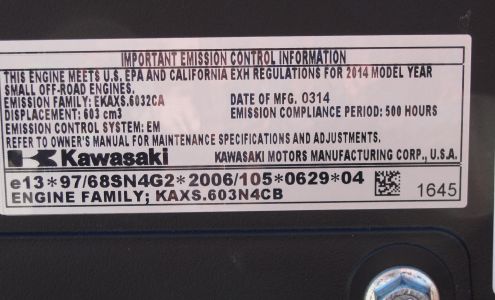 IMPORTANT EMISSION CONTROL INFORMATION
THIS ENGINE MEETS U.S. EPA AND CALIFORNIA EXH REGULATIONS FOR 2014 MODEL YEAR
SMALL OFF-ROAD ENGINES.
EMISSION FAMILY: EKAXS.6032CA DATE OF MFG. 0314
DISPLACEMENT: 603 cm3 EMISSION COMPLIANCE PERIOD: 500 HOURS
EMISSION CONTROL SYSTEM: EM
REFER TO OWNER'S MANUAL FOR MAINTENANCE SPECIFICATIONS AND ADJUSTMENTS.
Kawasaki KAWASAKI MOTORS MANUFACTURING CORP., U.S.A.
e13*97/68SN4G2*2006/105*0629*04
ENGINE FAMILY; KAXS.603N4CB 1645